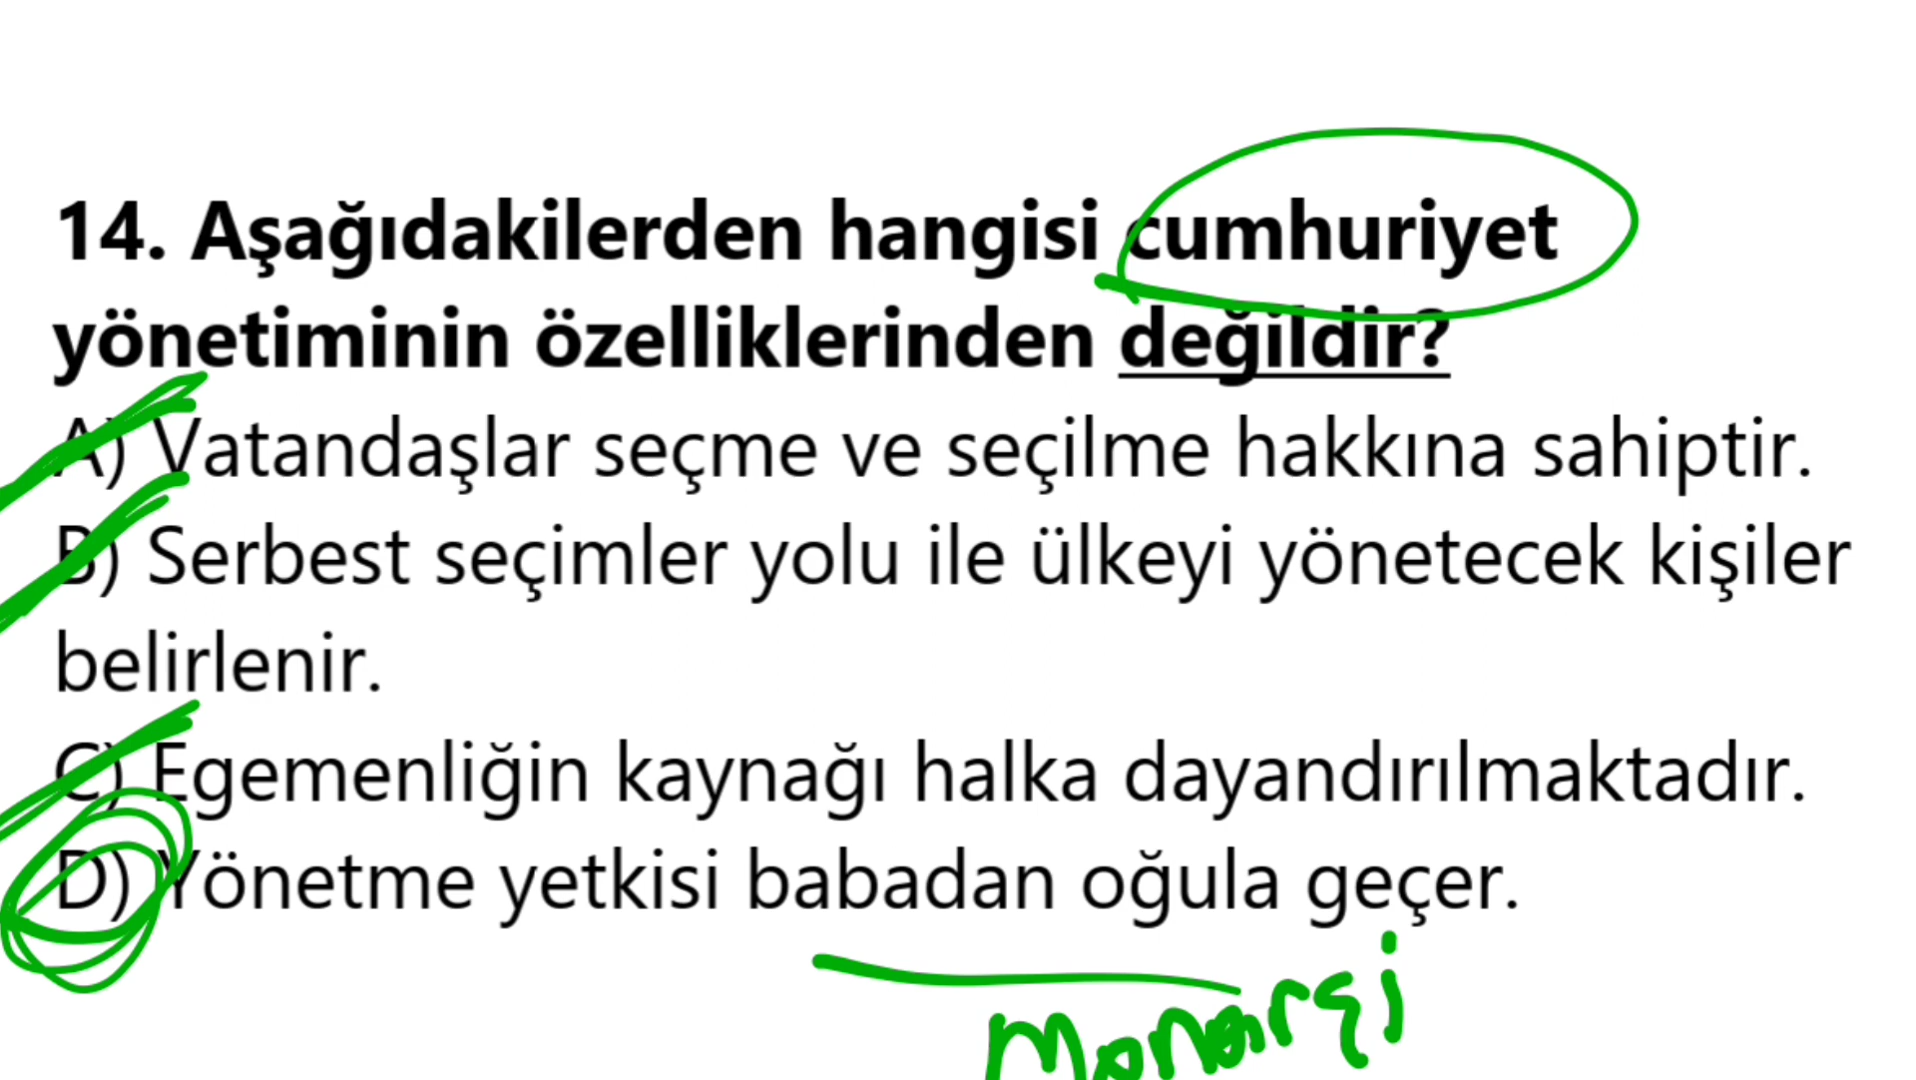 14. Aşağıdakilerden hangisi cumhuriyet
yönetiminin özelliklerinden değildir?
A) Vatandaşlar seçme ve seçilme hakkına sahiptir.
B) Serbest seçimler yolu ile ülkeyi yönetecek kişiler
belirlenir.
C) Egemenliğin kaynağı halka dayandırılmaktadır.
D) Yönetme yetkisi babadan oğula geçer.
Monarşi